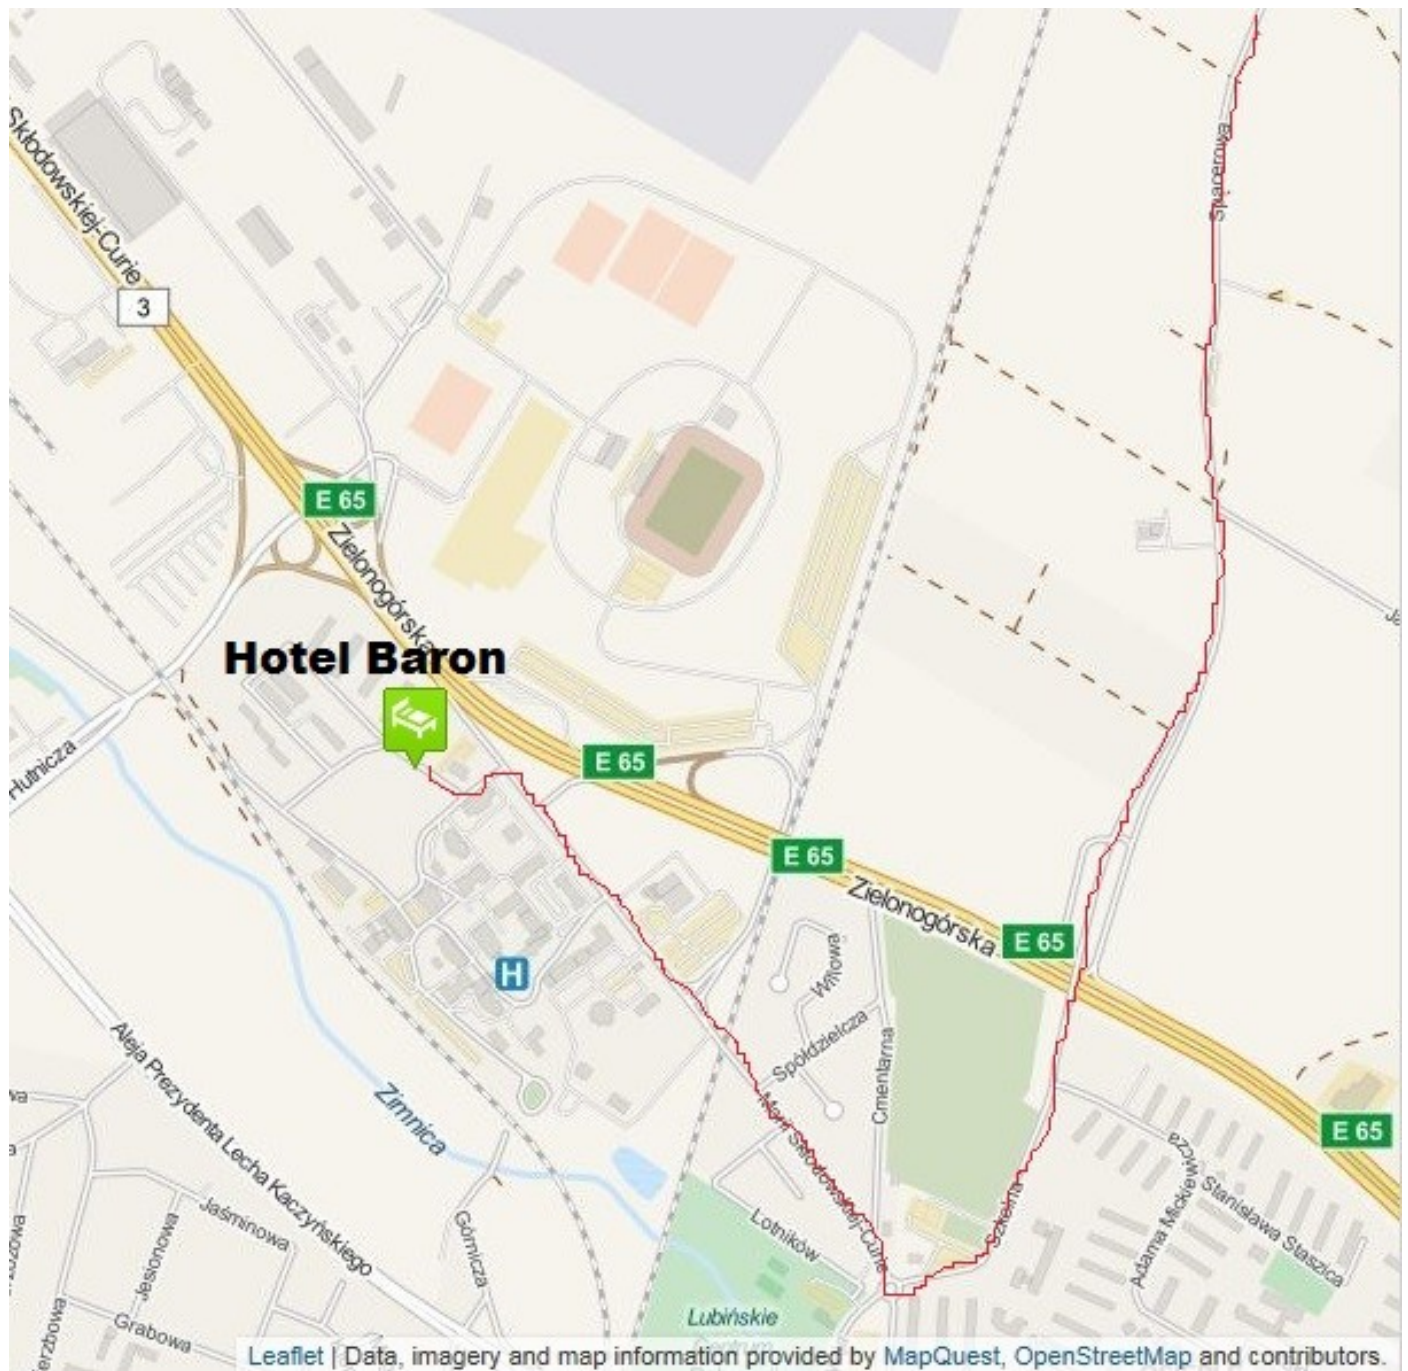 Skłodowskiej-Curie
Spacerowa
3
E 65
Zielonogórska
Hotel Baron
Hutnicza
E 65
E 65
Zielonogórska
E 65
H
Spółdzielcza
Cmentarna
Aleja Prezydenta Lecha Kaczyńskiego
Zimnica
Marii Skłodowskiej-Curie
E 65
Adama Mickiewicza
Stanisława Staszica
Szkolna
Jaśminowa
Jesionowa
Górnicza
Lotników
Grabowa
Lubińskie
Leaflet | Data, imagery and map information provided by MapQuest, OpenStreetMap and contributors.